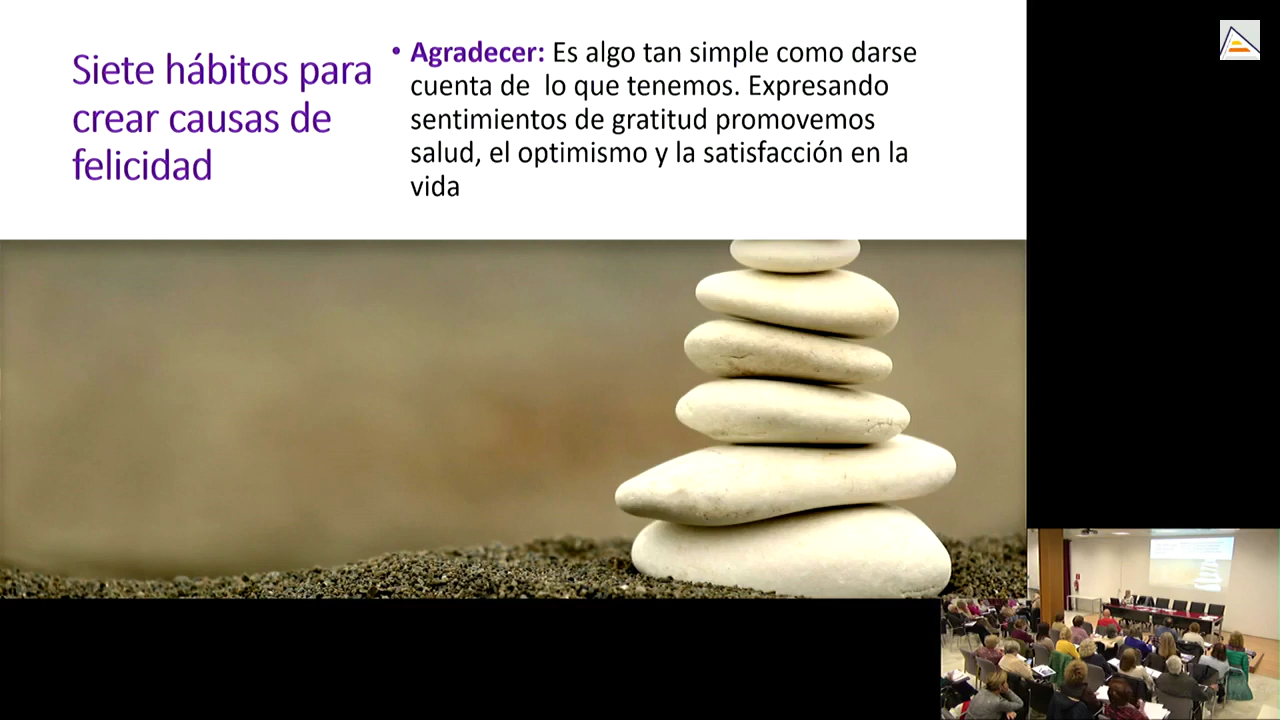 Siete hábitos para
crear causas de
felicidad
• Agradecer: Es algo tan simple como darse
cuenta de  lo que tenemos. Expresando
sentimientos de gratitud promovemos
salud, el optimismo y la satisfacción en la
vida